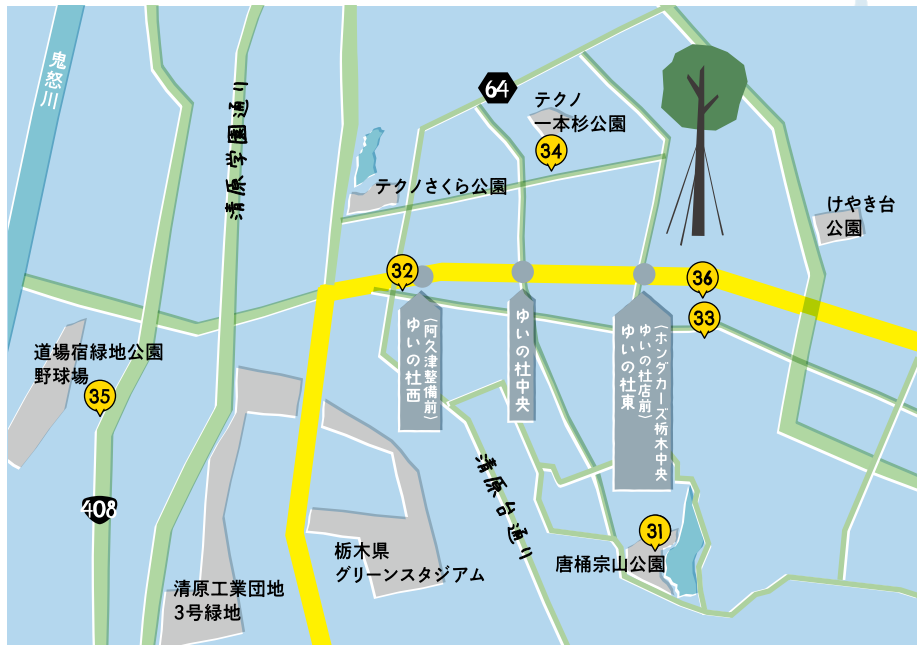 鬼怒川
清原学園通り
64
テクノ
一本杉公園
34
テクノさくら公園
けやき台
公園
32
36
33
(阿久津整備前)
ゆいの杜西
ゆいの杜中央
(ホンダカーズ栃木中央
ゆいの杜店前)
ゆいの杜東
道場宿緑地公園
野球場
35
408
清原台通り
31
唐桶宗山公園
栃木県
グリーンスタジアム
清原工業団地
3号緑地